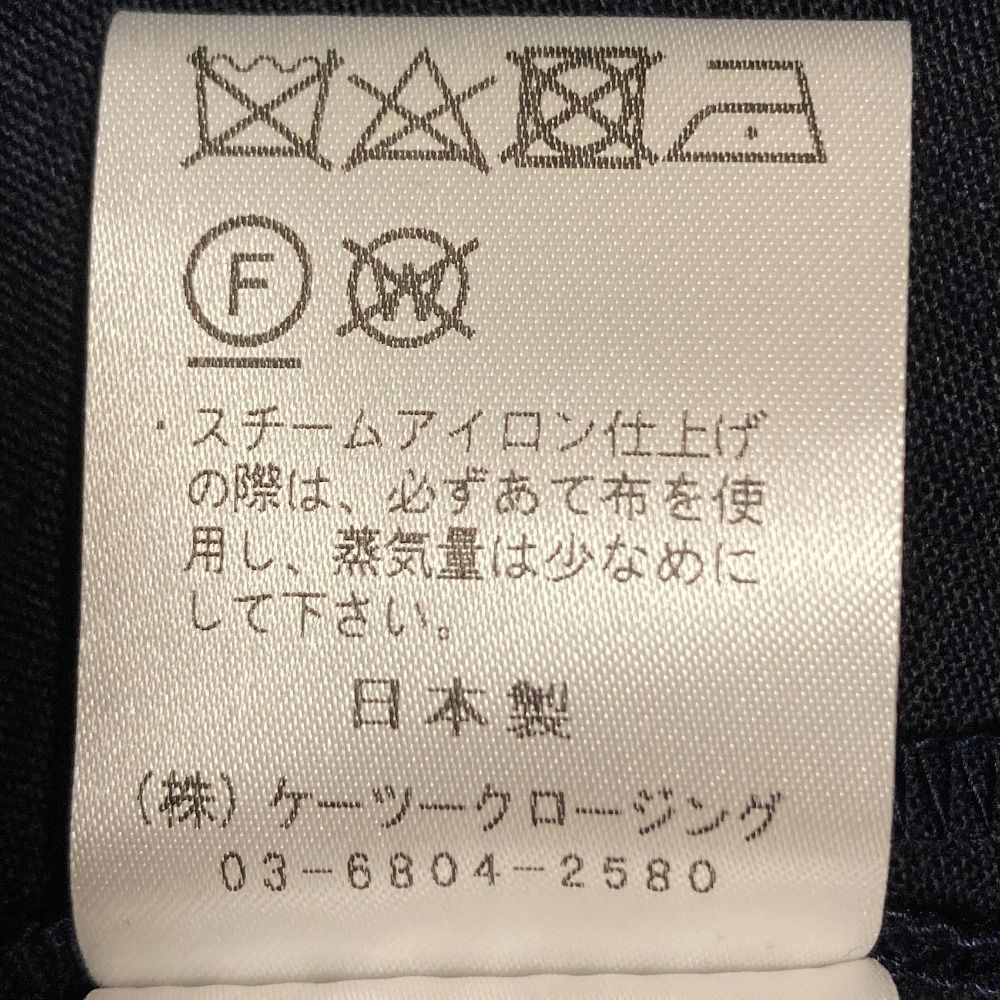 F W
・スチームアイロン仕上げ
の際は、必ずあて布を使
用し、蒸気量は少なめに
して下さい。
日本製
(株)ケーツークロージング
03-6804-2580